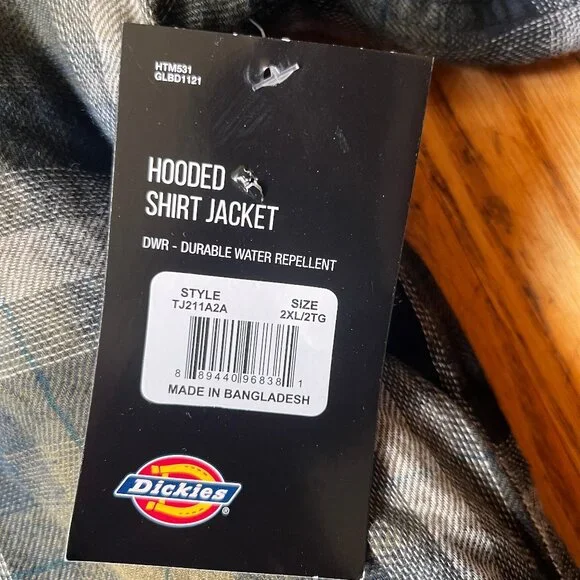 HTM531
GLBD1121
HOODED
SHIRT JACKET
DWR - DURABLE WATER REPELLENT
STYLE SIZE
TJ211A2A 2XL/2TG
8 89440 96838 1
MADE IN BANGLADESH
Dickies®